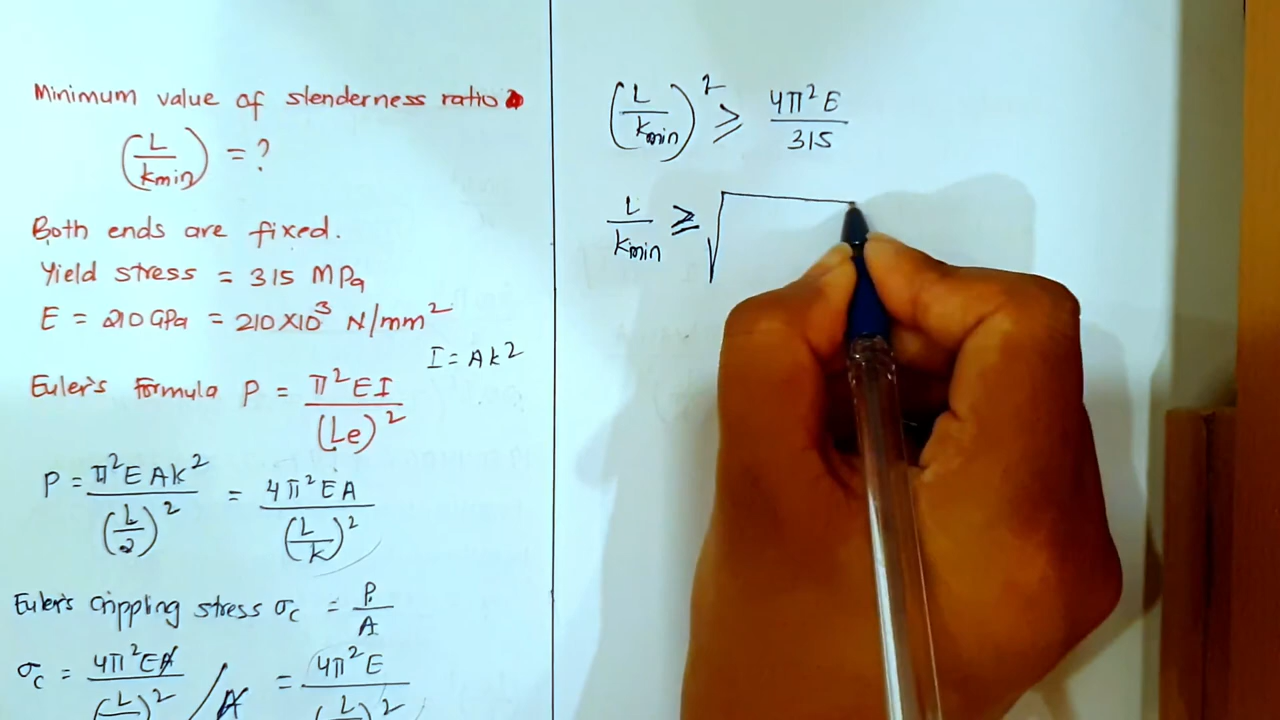 Minimum value of slenderness ratio
(L/kmin) = ?
Both ends are fixed.
Yield stress = 315 MPa
E = 210 GPa = 210×10³ N/mm²
I = Ak²
Euler's Formula P = π²EI/(Le)²
P = π²EAk²/(L/2)² = 4π²EA/(L/k)²
Euler's crippling stress σc = P/A
σc = 4π²EA/(L/)² / A = 4π²E/(L/)²
(L/kmin)² ≥ 4π²E/315
L/kmin ≥ √